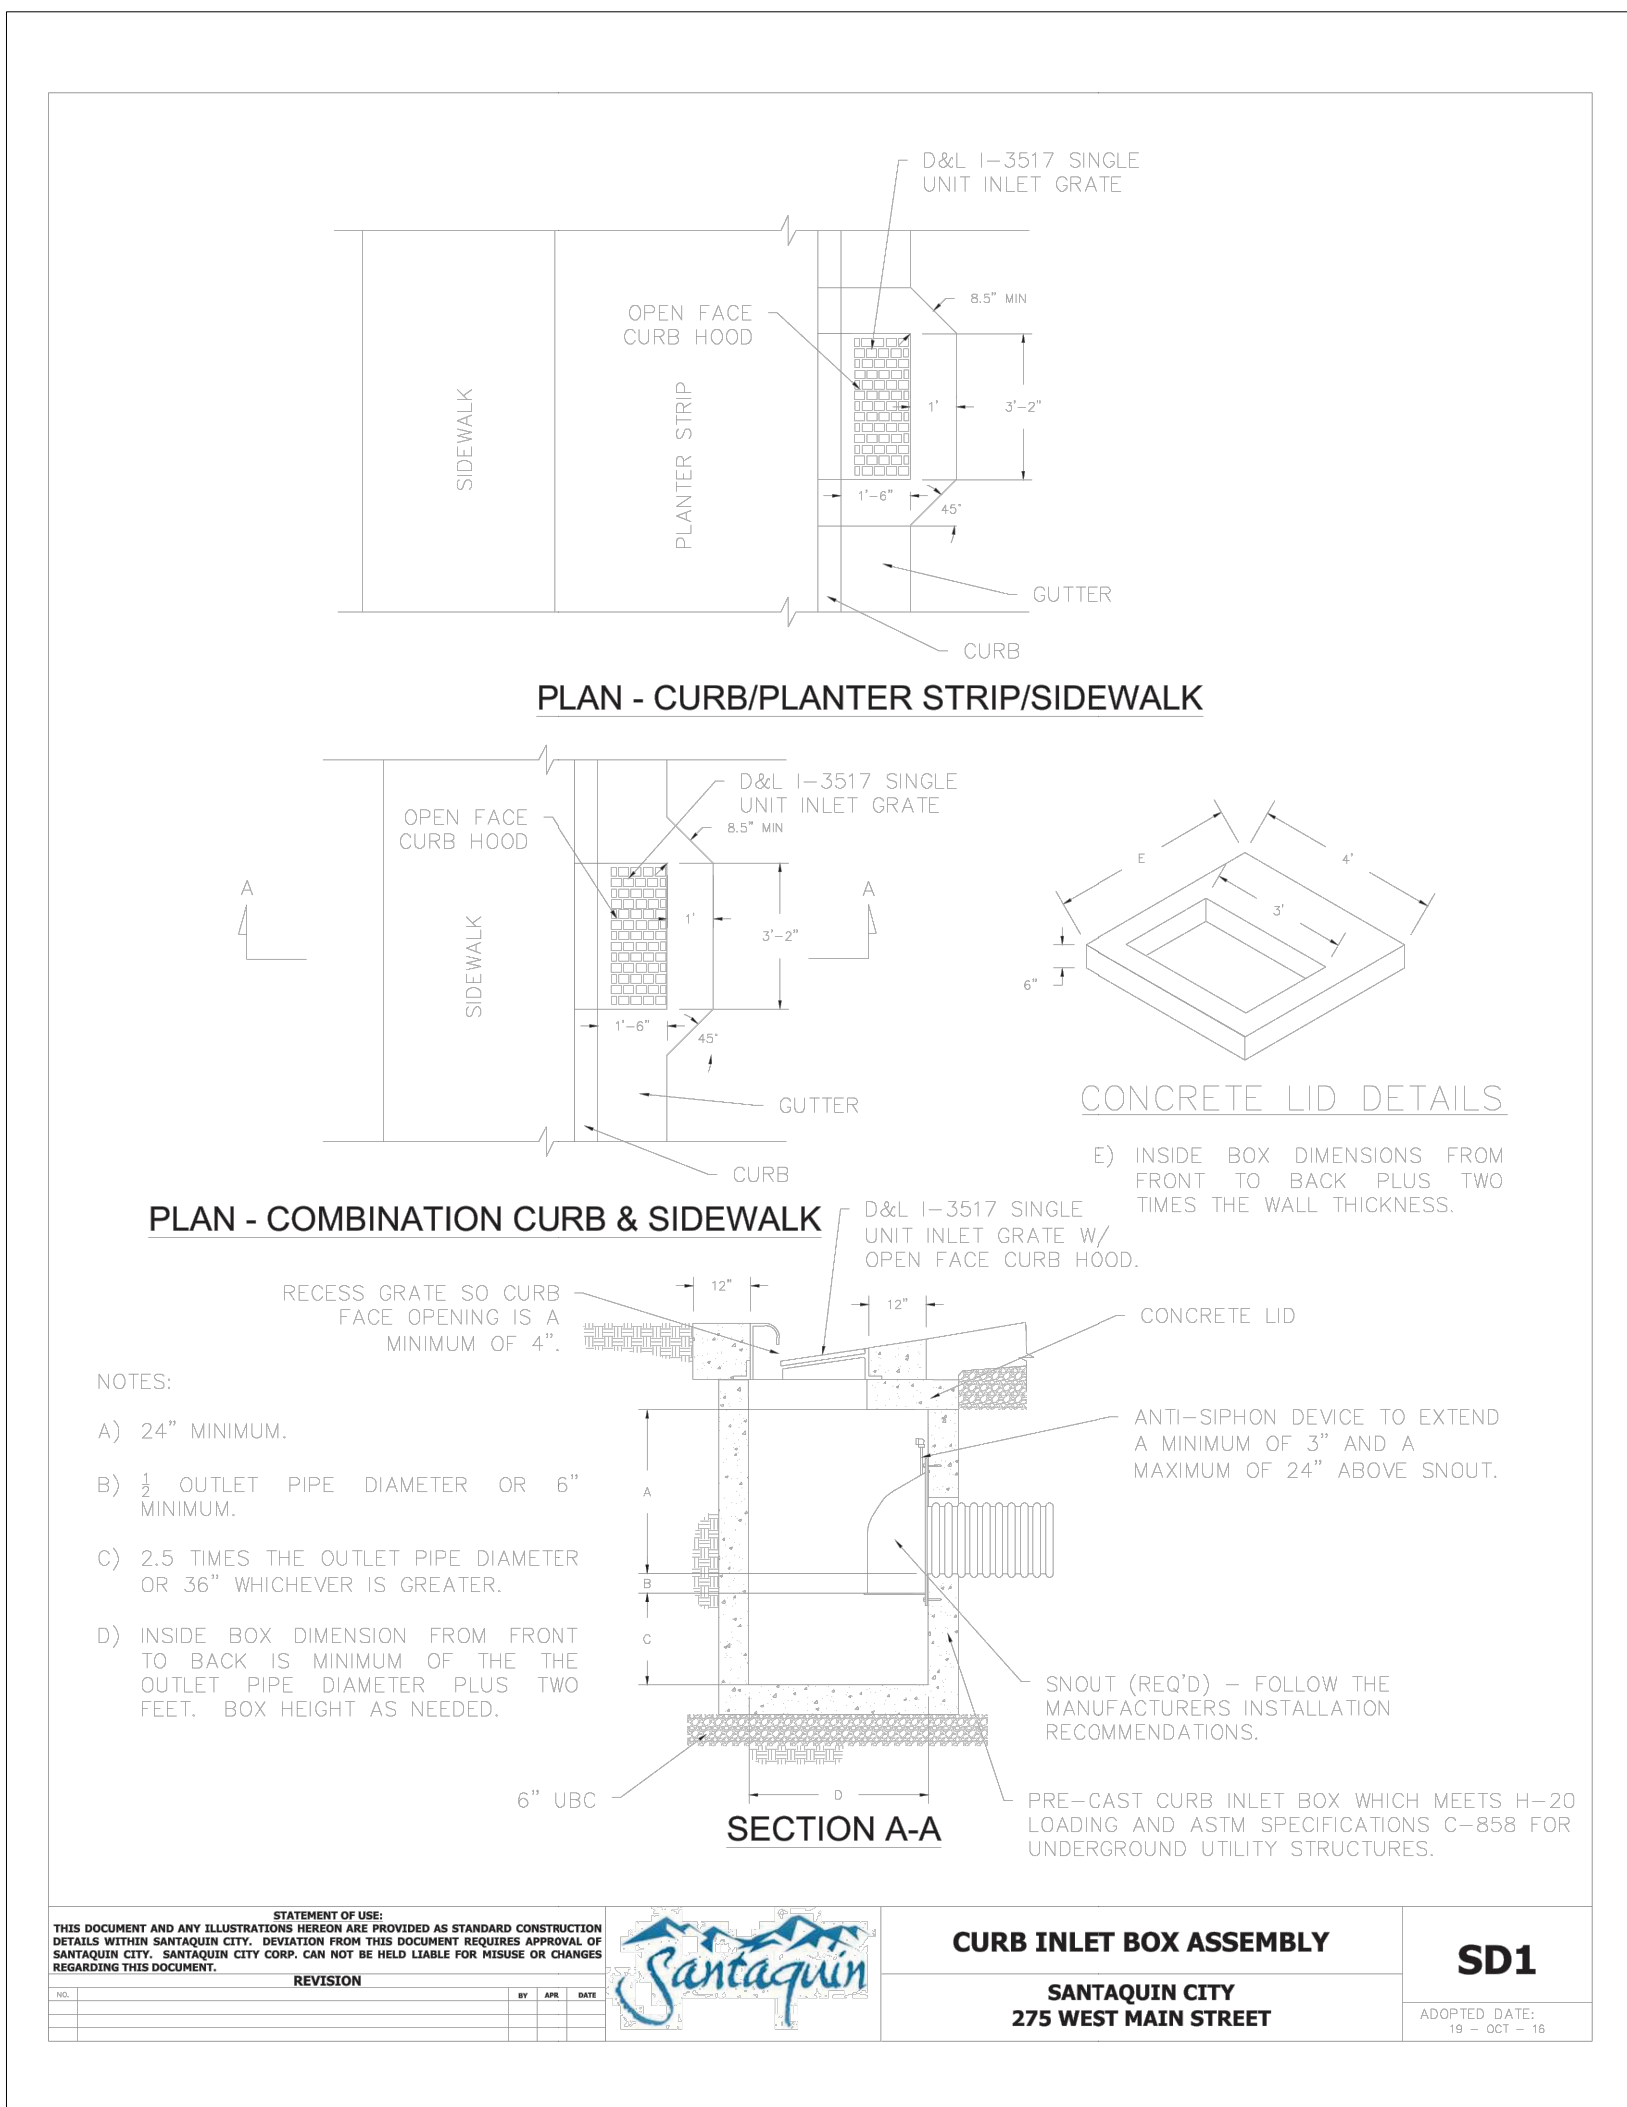 D&L I-3517 SINGLE
UNIT INLET GRATE
8.5" MIN
OPEN FACE
CURB HOOD
SIDEWALK
PLANTER STRIP
1'
3'-2"
1'-6"
45°
GUTTER
CURB
PLAN - CURB/PLANTER STRIP/SIDEWALK
D&L I-3517 SINGLE
UNIT INLET GRATE
OPEN FACE
CURB HOOD
8.5" MIN
A
A
SIDEWALK
1'
3'-2"
1'-6"
45°
GUTTER
CURB
PLAN - COMBINATION CURB & SIDEWALK
E
4'
3'
6"
CONCRETE LID DETAILS
E) INSIDE BOX DIMENSIONS FROM
FRONT TO BACK PLUS TWO
TIMES THE WALL THICKNESS.
D&L I-3517 SINGLE
UNIT INLET GRATE W/
OPEN FACE CURB HOOD.
RECESS GRATE SO CURB
FACE OPENING IS A
MINIMUM OF 4".
12"
12"
CONCRETE LID
NOTES:
A) 24" MINIMUM.
B) ½ OUTLET PIPE DIAMETER OR 6"
MINIMUM.
C) 2.5 TIMES THE OUTLET PIPE DIAMETER
OR 36" WHICHEVER IS GREATER.
D) INSIDE BOX DIMENSION FROM FRONT
TO BACK IS MINIMUM OF THE THE
OUTLET PIPE DIAMETER PLUS TWO
FEET. BOX HEIGHT AS NEEDED.
ANTI-SIPHON DEVICE TO EXTEND
A MINIMUM OF 3" AND A
MAXIMUM OF 24" ABOVE SNOUT.
A
B
C
D
SNOUT (REQ'D) - FOLLOW THE
MANUFACTURERS INSTALLATION
RECOMMENDATIONS.
6" UBC
PRE-CAST CURB INLET BOX WHICH MEETS H-20
LOADING AND ASTM SPECIFICATIONS C-858 FOR
UNDERGROUND UTILITY STRUCTURES.
SECTION A-A
STATEMENT OF USE:
THIS DOCUMENT AND ANY ILLUSTRATIONS HEREON ARE PROVIDED AS STANDARD CONSTRUCTION
DETAILS WITHIN SANTAQUIN CITY. DEVIATION FROM THIS DOCUMENT REQUIRES APPROVAL OF
SANTAQUIN CITY. SANTAQUIN CITY CORP. CAN NOT BE HELD LIABLE FOR MISUSE OR CHANGES
REGARDING THIS DOCUMENT.
REVISION
NO. BY APR DATE
Santaquin
CURB INLET BOX ASSEMBLY
SANTAQUIN CITY
275 WEST MAIN STREET
SD1
ADOPTED DATE:
19 - OCT - 16